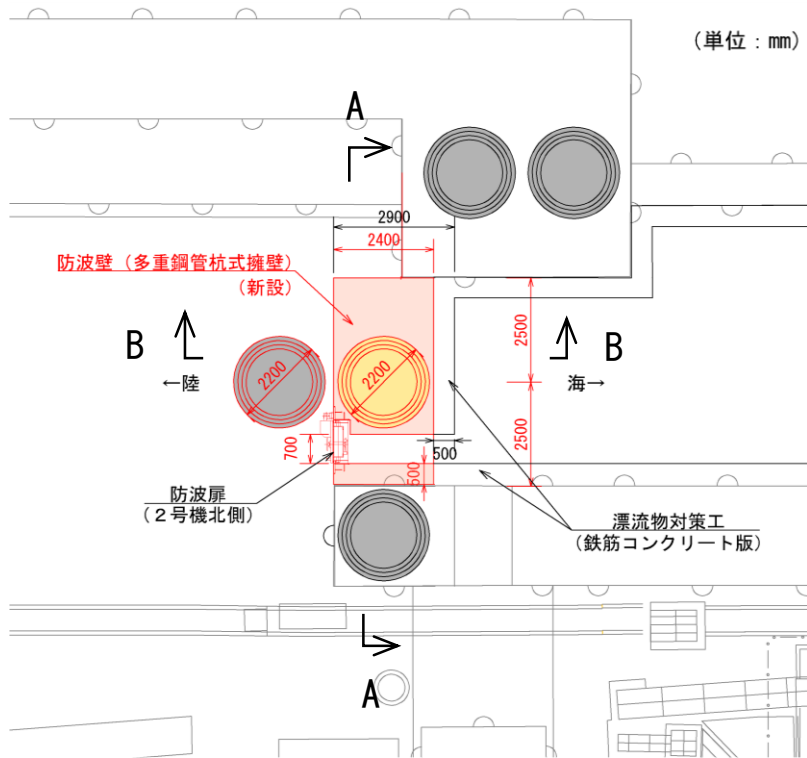 (単位：mm)
A
2900
2400
防波壁（多重鋼管杭式擁壁）
（新設）
B
←陸
2200
2200
2500
海→
B
2500
700
500
500
防波扉
（２号機北側）
漂流物対策工
（鉄筋コンクリート版）
A